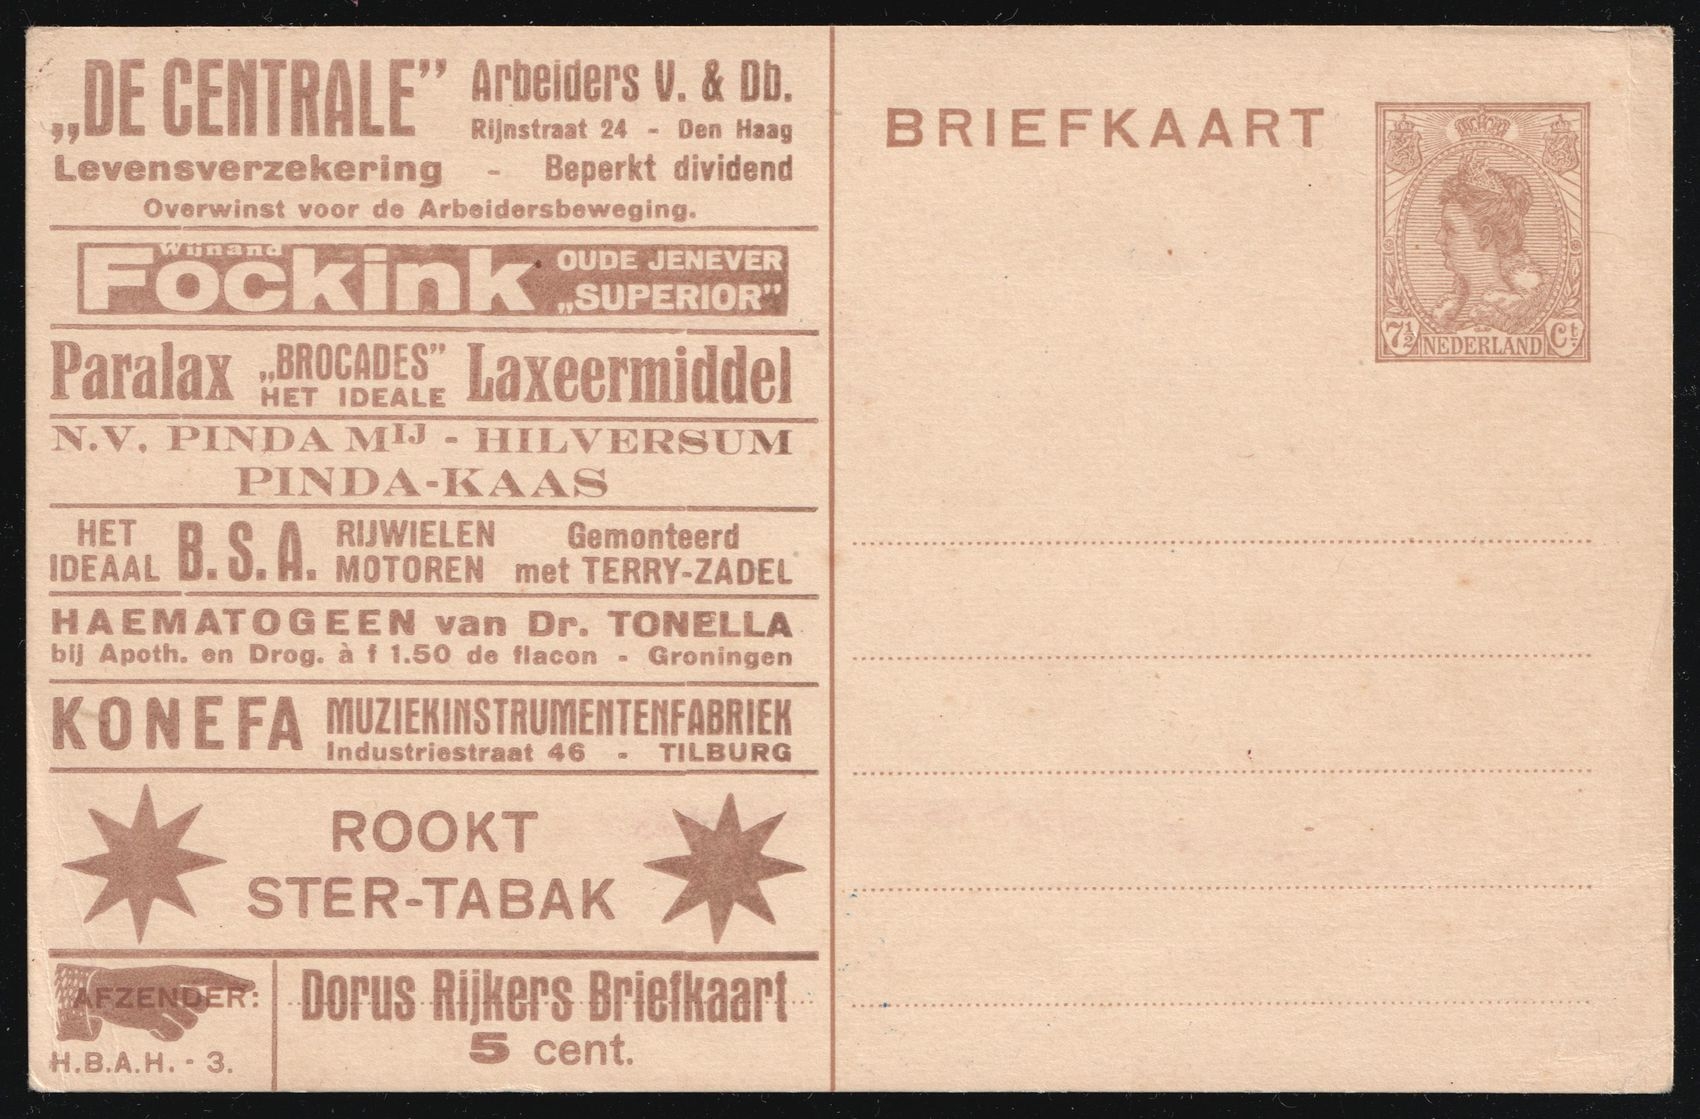 „DE CENTRALE” Arbeiders V. & Db.
Rijnstraat 24 - Den Haag
Levensverzekering - Beperkt dividend
Overwinst voor de Arbeidersbeweging.
Wijnand
Fockink OUDE JENEVER
„SUPERIOR”
Paralax „BROCADES” Laxeermiddel
HET IDEALE
N.V. PINDA MIJ - HILVERSUM
PINDA-KAAS
HET IDEAAL B.S.A. RIJWIELEN MOTOREN Gemonteerd
met TERRY-ZADEL
HAEMATOGEEN van Dr. TONELLA
bij Apoth. en Drog. à f 1.50 de flacon - Groningen
KONEFA MUZIEKINSTRUMENTENFABRIEK
Industriestraat 46 - TILBURG
ROOKT
STER-TABAK
AFZENDER: Dorus Rijkers Briefkaart
5 cent.
H.B.A.H. - 3.
BRIEFKAART
7½ NEDERLAND Ct.